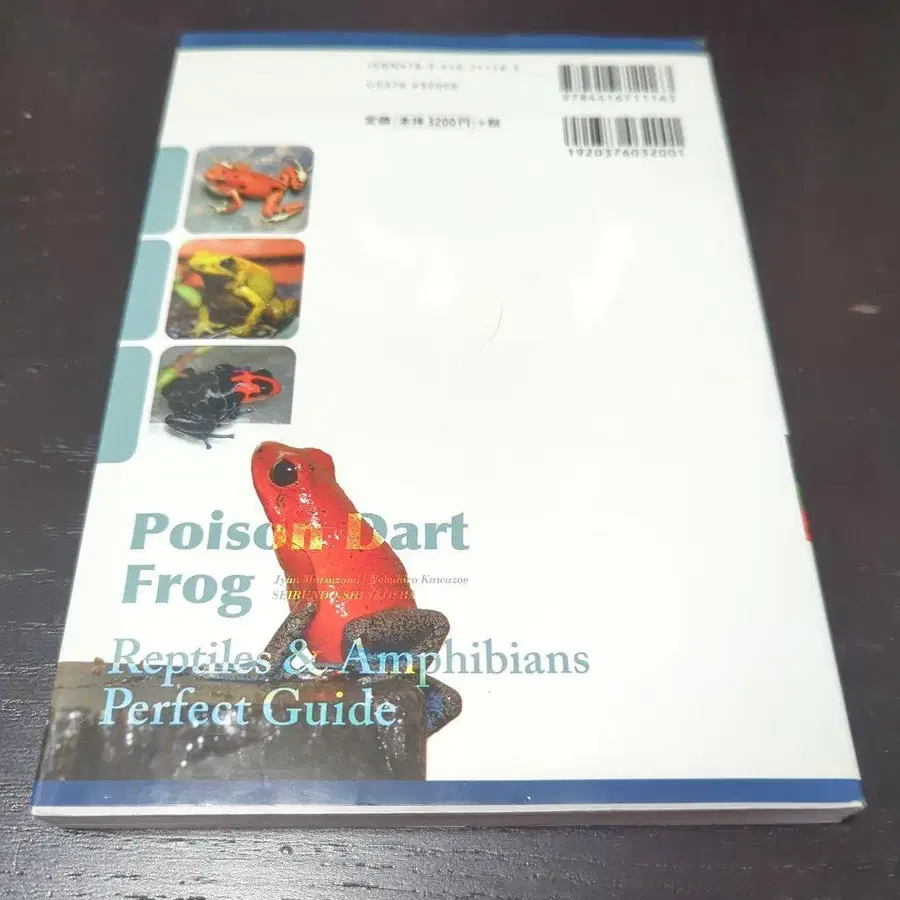 ISBN978-4-416-71116-3
C0376 ¥3200E
9784416711163
定価 本体3200円 +税
1920376032001
Poison Dart
Frog
Jyun Matsuzono / Nobuhiro Kawazoe
SEIBUNDO-SHINKOSHA
Reptiles & Amphibians
Perfect Guide